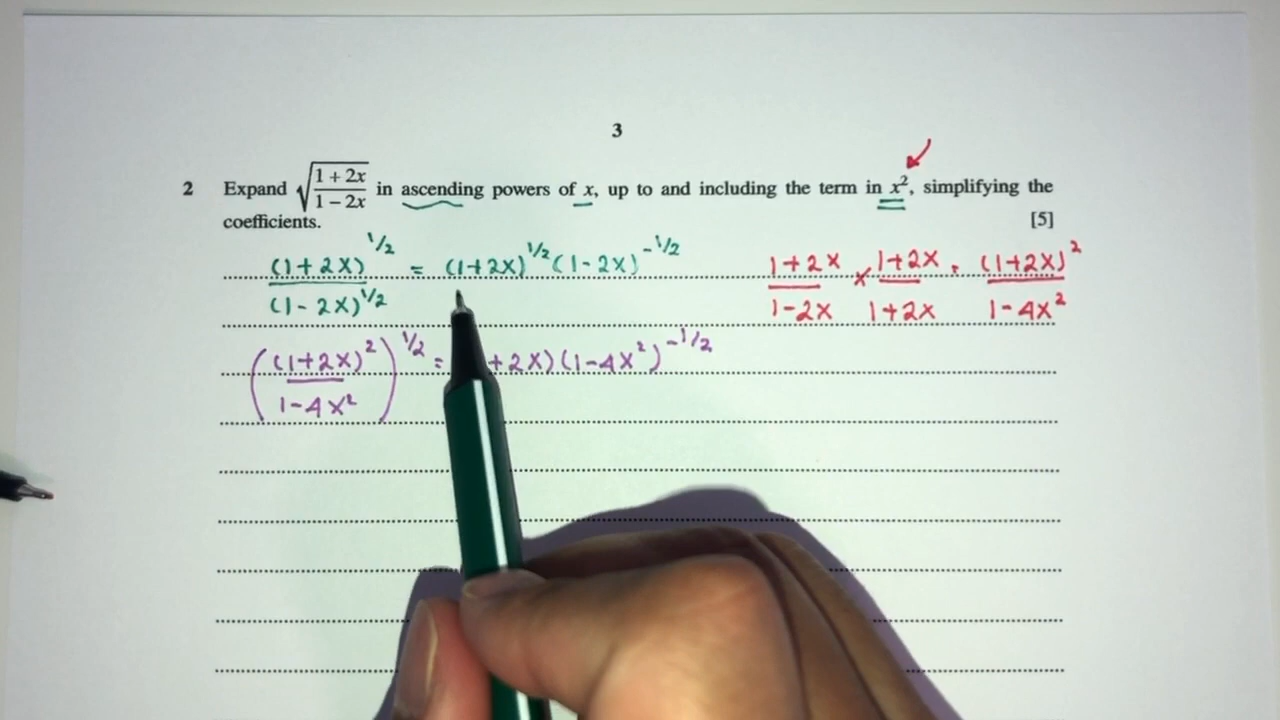 3
2 Expand √((1 + 2x)/(1 − 2x)) in ascending powers of x, up to and including the term in x², simplifying the
coefficients. [5]
(1+2x)^1/2 / (1-2x)^1/2 = (1+2x)^1/2 (1-2x)^-1/2
1+2x / 1-2x × 1+2x / 1+2x = (1+2x)² / 1-4x²
((1+2x)² / 1-4x²)^1/2 = +2x)(1-4x²)^-1/2